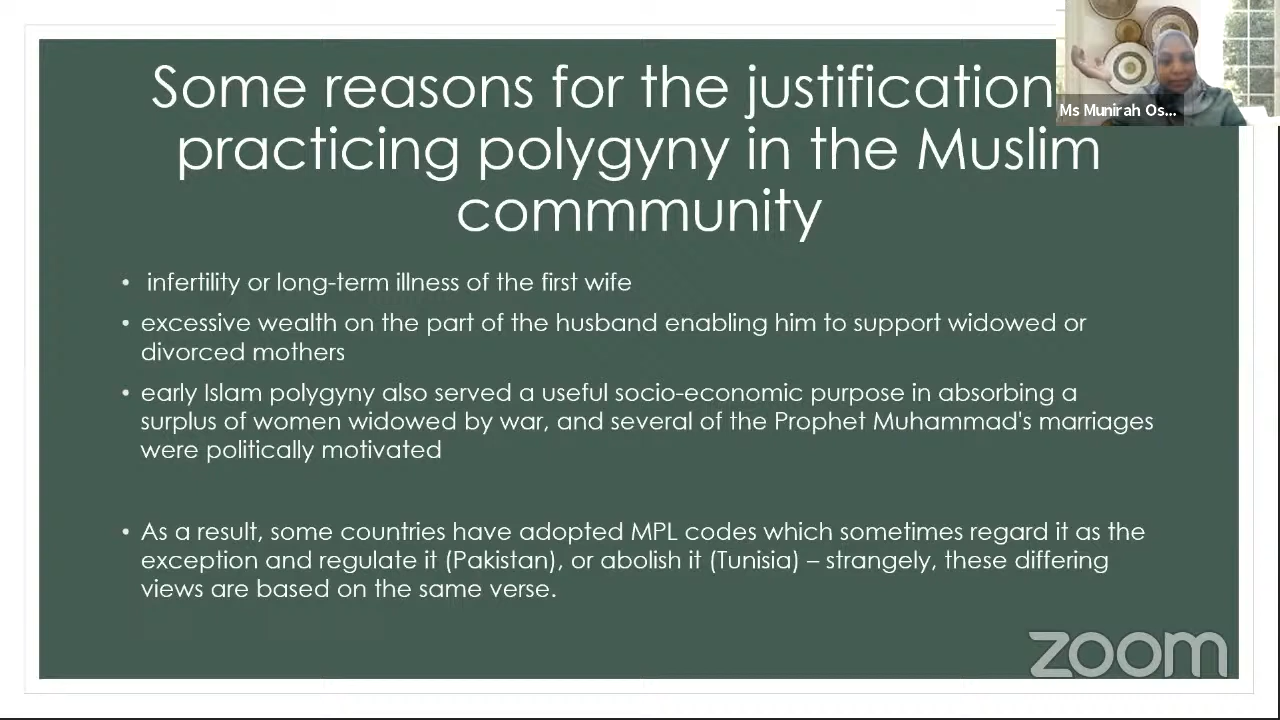 Some reasons for the justification
practicing polygyny in the Muslim
commmunity
• infertility or long-term illness of the first wife
• excessive wealth on the part of the husband enabling him to support widowed or
divorced mothers
• early Islam polygyny also served a useful socio-economic purpose in absorbing a
surplus of women widowed by war, and several of the Prophet Muhammad's marriages
were politically motivated
• As a result, some countries have adopted MPL codes which sometimes regard it as the
exception and regulate it (Pakistan), or abolish it (Tunisia) – strangely, these differing
views are based on the same verse.
Ms Munirah Os...
zoom